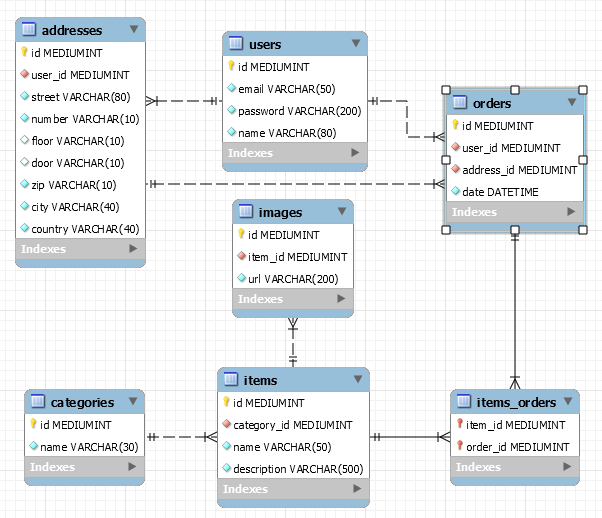 addresses
id MEDIUMINT
user_id MEDIUMINT
street VARCHAR(80)
number VARCHAR(10)
floor VARCHAR(10)
door VARCHAR(10)
zip VARCHAR(10)
city VARCHAR(40)
country VARCHAR(40)
Indexes
users
id MEDIUMINT
email VARCHAR(50)
password VARCHAR(200)
name VARCHAR(80)
Indexes
orders
id MEDIUMINT
user_id MEDIUMINT
address_id MEDIUMINT
date DATETIME
Indexes
images
id MEDIUMINT
item_id MEDIUMINT
url VARCHAR(200)
Indexes
categories
id MEDIUMINT
name VARCHAR(30)
Indexes
items
id MEDIUMINT
category_id MEDIUMINT
name VARCHAR(50)
description VARCHAR(500)
Indexes
items_orders
item_id MEDIUMINT
order_id MEDIUMINT
Indexes